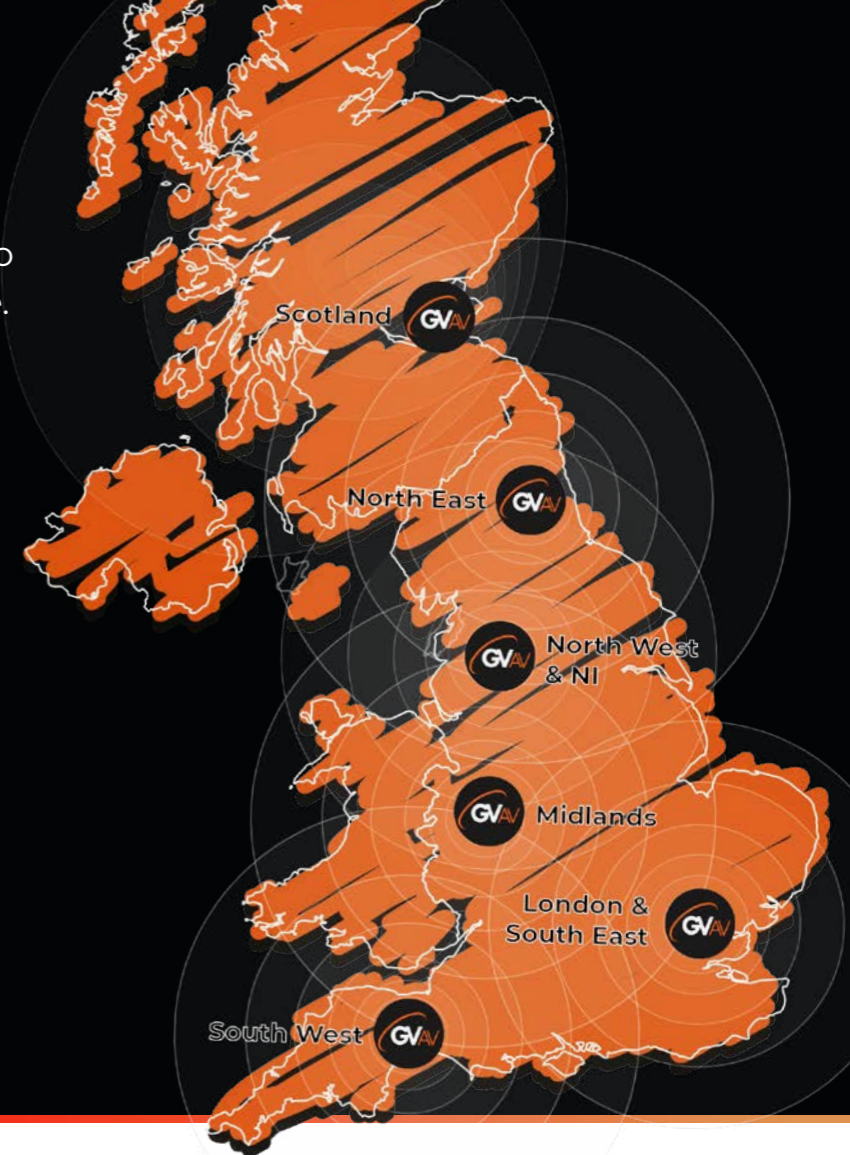 o
.
Scotland
GVAV
North East
GVAV
GVAV
North West
& NI
GVAV
Midlands
London &
South East
GVAV
South West
GVAV